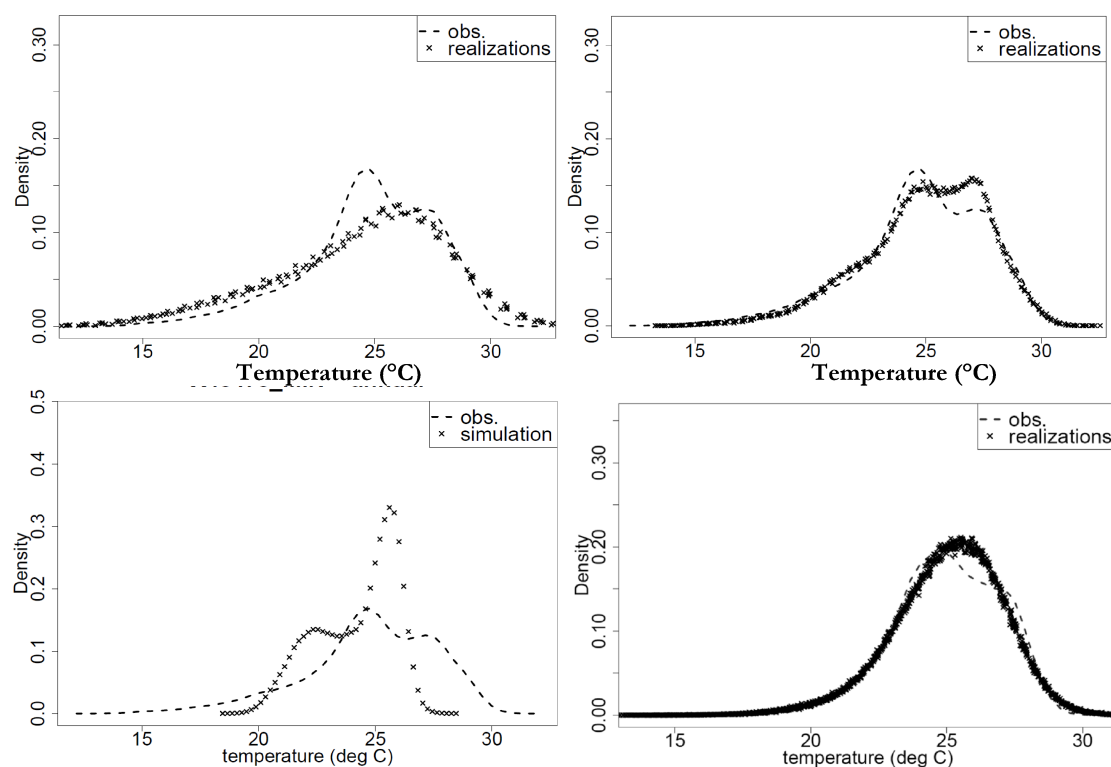 obs.
realizations
Density
0.00 0.10 0.20 0.30
15 20 25 30
Temperature (°C)
obs.
realizations
Density
0.00 0.10 0.20 0.30
15 20 25 30
Temperature (°C)
obs.
simulation
Density
0.0 0.1 0.2 0.3 0.4 0.5
15 20 25 30
temperature (deg C)
obs.
realizations
Density
0.00 0.10 0.20 0.30
15 20 25 30
temperature (deg C)